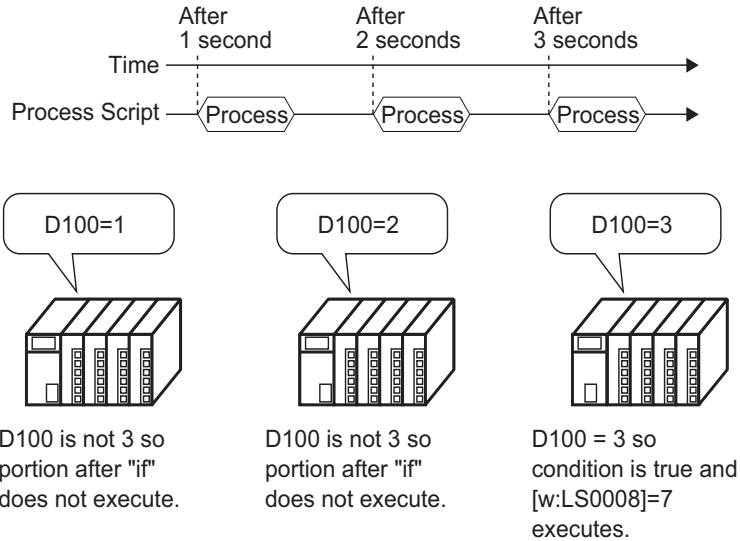 After
1 second
After
2 seconds
After
3 seconds
Time
Process Script
Process
Process
Process
D100=1
D100=2
D100=3
D100 is not 3 so
portion after "if"
does not execute.
D100 is not 3 so
portion after "if"
does not execute.
D100 = 3 so
condition is true and
[w:LS0008]=7
executes.